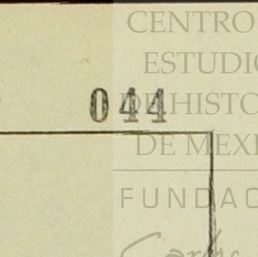 CENTRO
ESTUDIO
044
DE HISTO
DE MEXI
FUNDAC